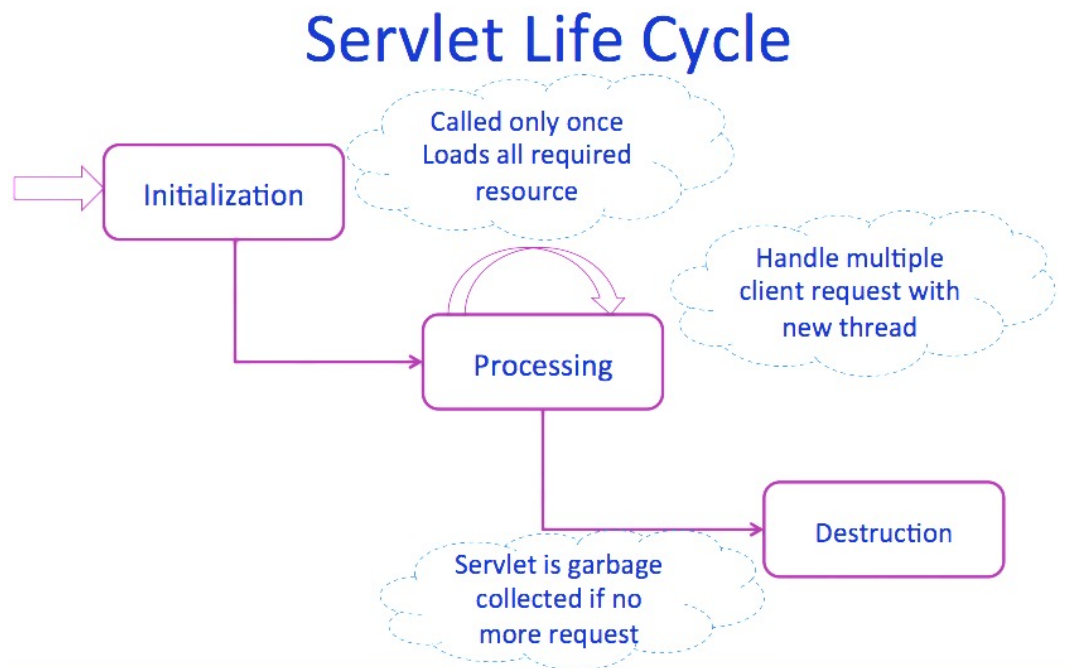 Servlet Life Cycle
Called only once
Loads all required
resource
Initialization
Handle multiple
client request with
new thread
Processing
Destruction
Servlet is garbage
collected if no
more request